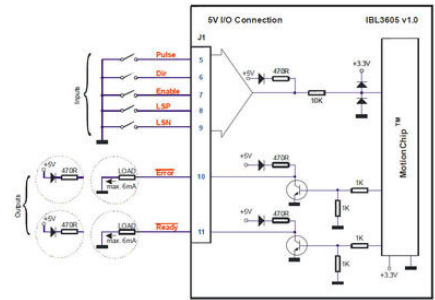 5V I/O Connection
IBL3605 v1.0
J1
Pulse
5
Dir
6
Enable
7
LSP
8
LSN
9
Inputs
+5V
470R
10K
+3.3V
MotionChip™
+5V
470R
LOAD
max. 6mA
Error
10
+5V
470R
1K
1K
Outputs
+5V
470R
LOAD
max. 6mA
Ready
11
+5V
470R
1K
1K
+3.3V